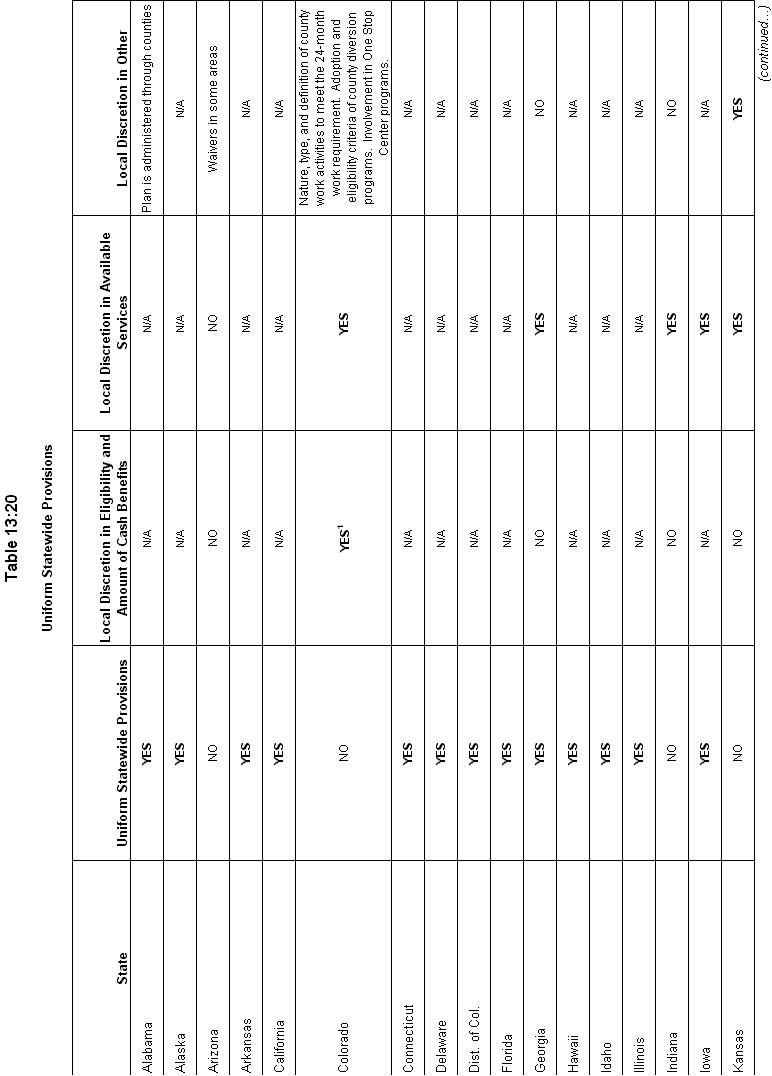 Table 13:20
Uniform Statewide Provisions
State Uniform Statewide Provisions Local Discretion in Eligibility and Amount of Cash Benefits Local Discretion in Available Services Local Discretion in Other
Alabama YES N/A N/A Plan is administered through counties
Alaska YES N/A N/A N/A
Arizona NO NO NO Waivers in some areas
Arkansas YES N/A N/A N/A
California YES N/A N/A N/A
Colorado NO YES¹ YES Nature, type, and definition of county
work activities to meet the 24-month
work requirement. Adoption and
eligibility criteria of county diversion
programs. Involvement in One Stop
Center programs.
Connecticut YES N/A N/A N/A
Delaware YES N/A N/A N/A
Dist. of Col. YES N/A N/A N/A
Florida YES N/A N/A N/A
Georgia YES NO YES NO
Hawaii YES N/A N/A N/A
Idaho YES N/A N/A N/A
Illinois YES N/A N/A N/A
Indiana NO NO YES NO
Iowa YES N/A YES N/A
Kansas NO NO YES YES
(continued...)